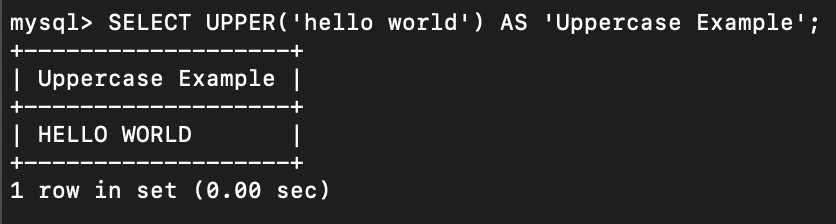 mysql> SELECT UPPER('hello world') AS 'Uppercase Example';
+-------------------+
| Uppercase Example |
+-------------------+
| HELLO WORLD       |
+-------------------+
1 row in set (0.00 sec)